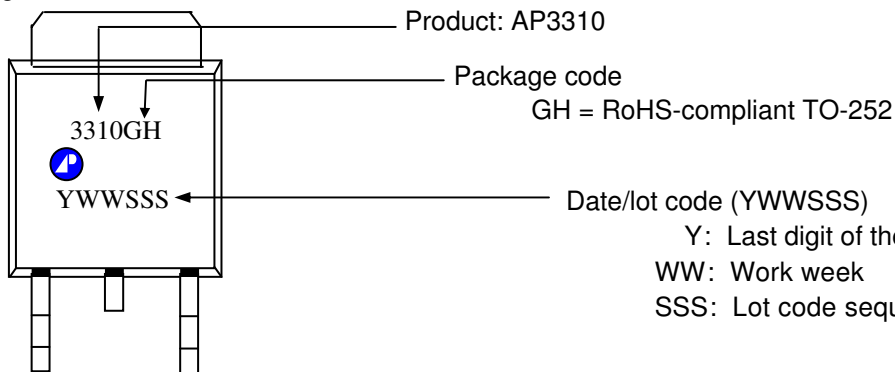 Product: AP3310
Package code
GH = RoHS-compliant TO-252
3310GH
YWWSSS
Date/lot code (YWWSSS)
Y: Last digit of the
WW: Work week
SSS: Lot code